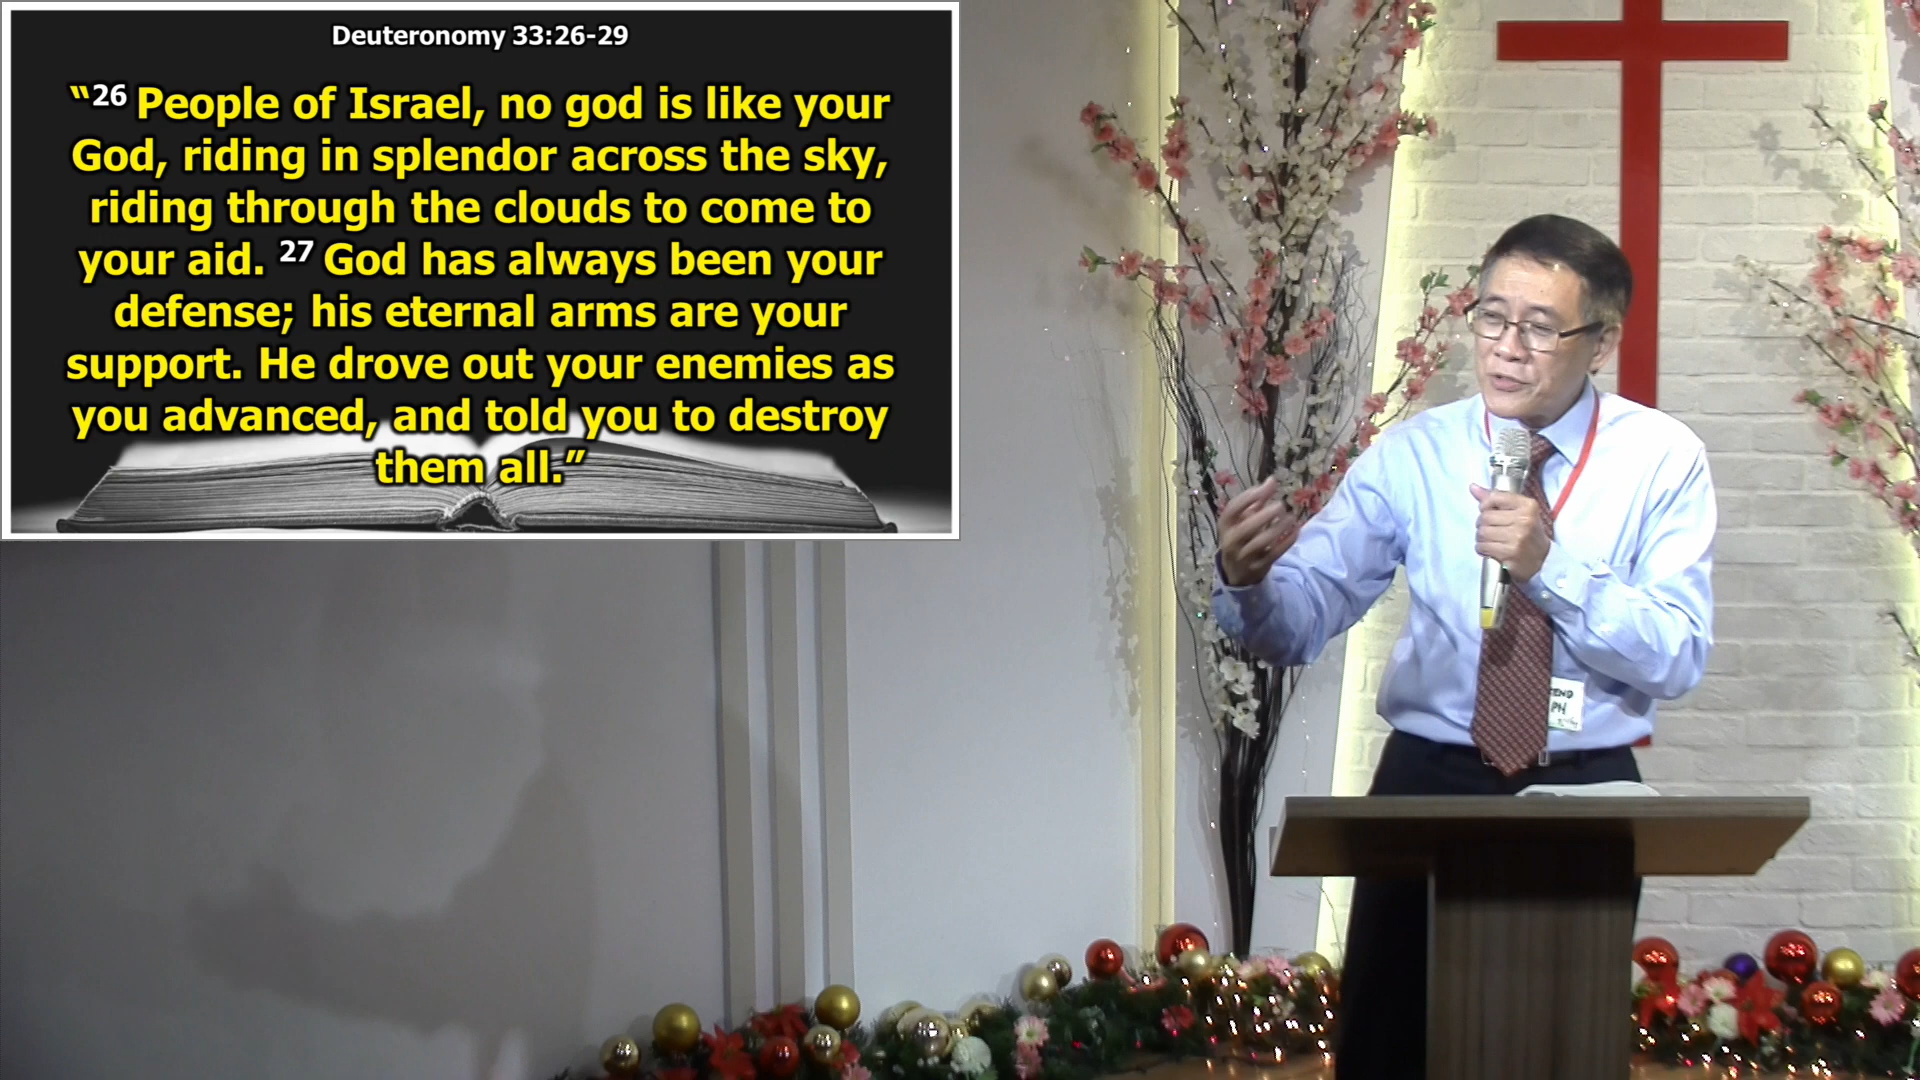 Deuteronomy 33:26-29
“26 People of Israel, no god is like your
God, riding in splendor across the sky,
riding through the clouds to come to
your aid. 27 God has always been your
defense; his eternal arms are your
support. He drove out your enemies as
you advanced, and told you to destroy
them all.”